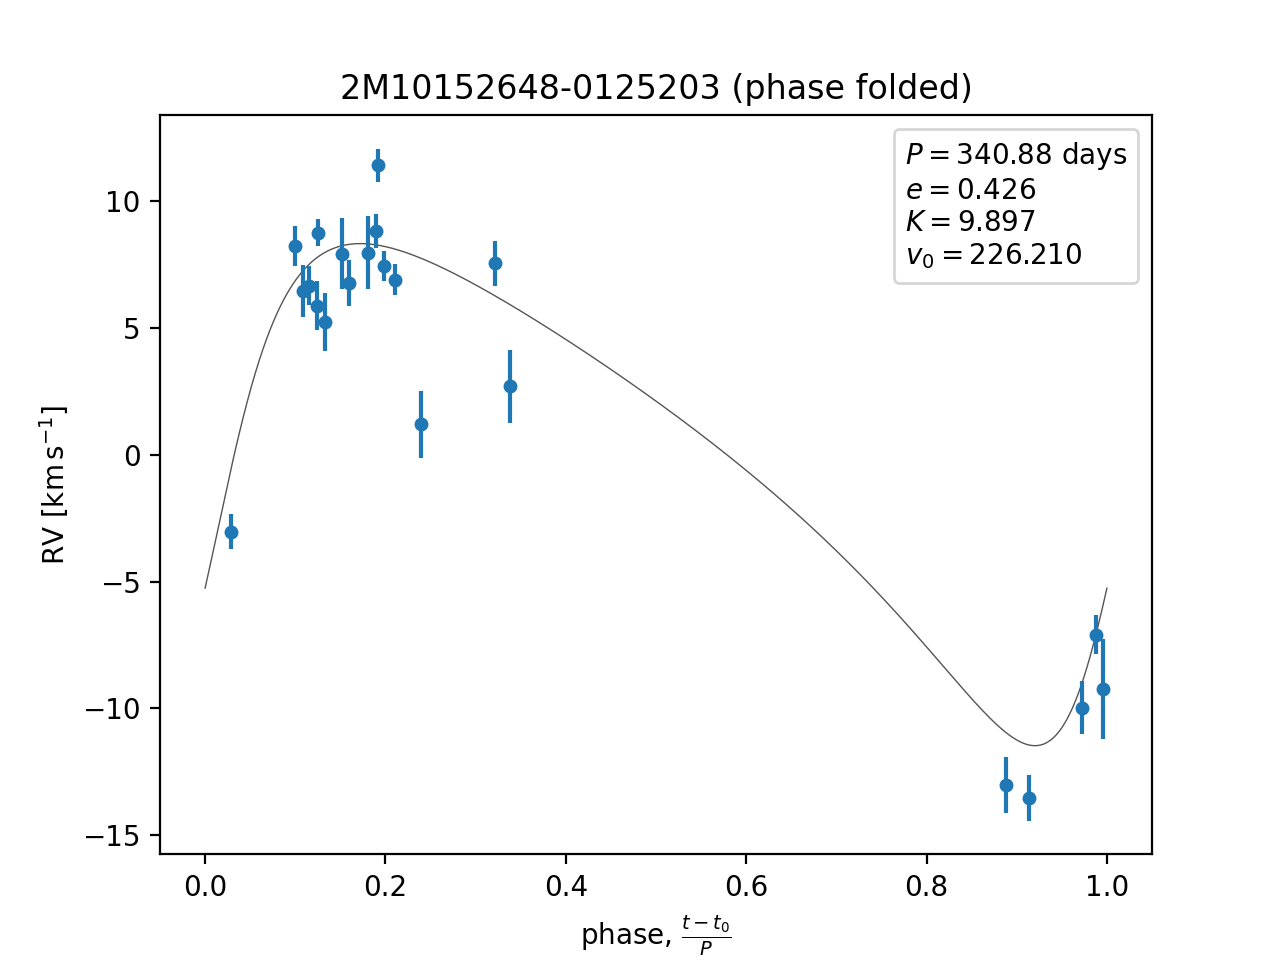 2M10152648-0125203 (phase folded)
P = 340.88 days
e = 0.426
K = 9.897
v₀ = 226.210
RV [km s⁻¹]
10
5
0
−5
−10
−15
0.0 0.2 0.4 0.6 0.8 1.0
phase, (t − t₀)/P